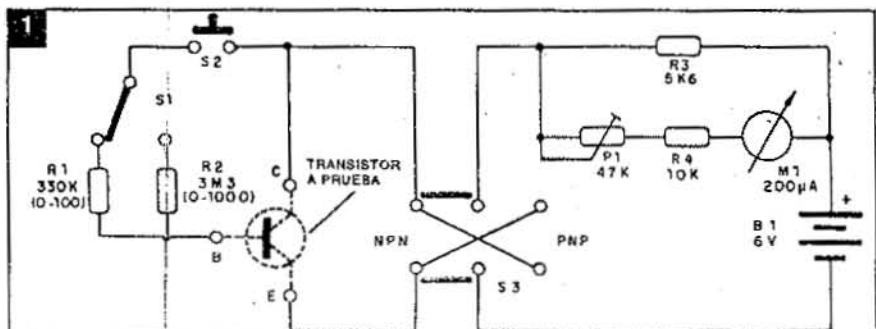 1
S2
S1
R1
330K
(0-100)
R2
3M3
(0-1000)
C
TRANSISTOR
A PRUEBA
B
E
NPN
PNP
S3
R3
5K6
P1
47K
R4
10K
M1
200µA
+
B1
6V